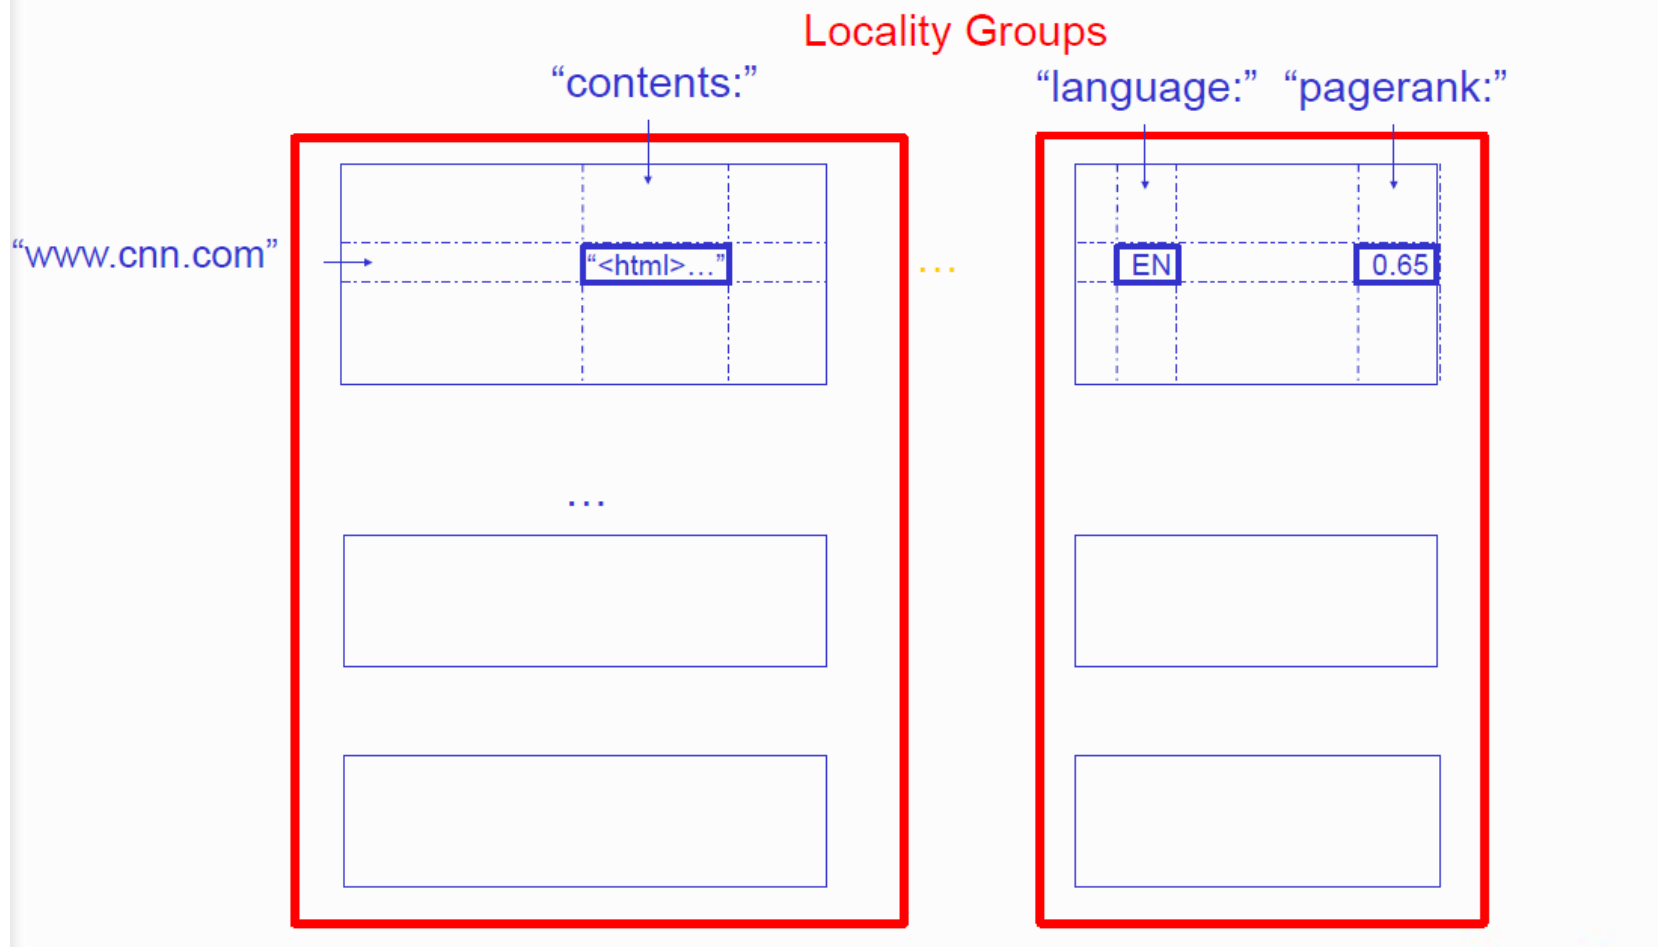 Locality Groups
“contents:”
“language:” “pagerank:”
“www.cnn.com”
“<html>…”
…
EN
0.65
…